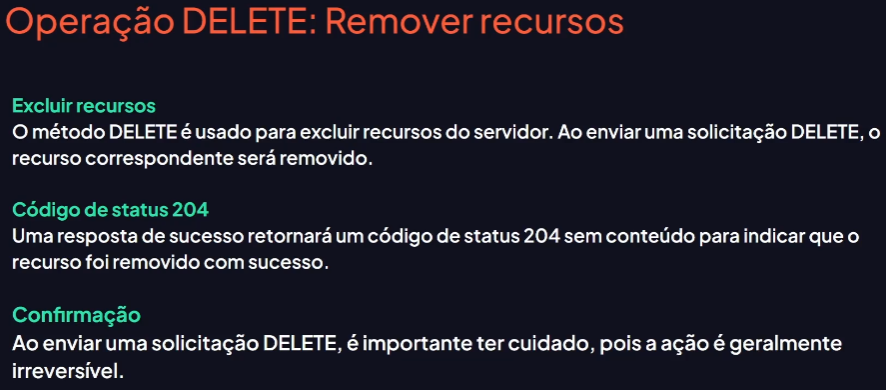 Operação DELETE: Remover recursos
Excluir recursos
O método DELETE é usado para excluir recursos do servidor. Ao enviar uma solicitação DELETE, o
recurso correspondente será removido.
Código de status 204
Uma resposta de sucesso retornará um código de status 204 sem conteúdo para indicar que o
recurso foi removido com sucesso.
Confirmação
Ao enviar uma solicitação DELETE, é importante ter cuidado, pois a ação é geralmente
irreversível.